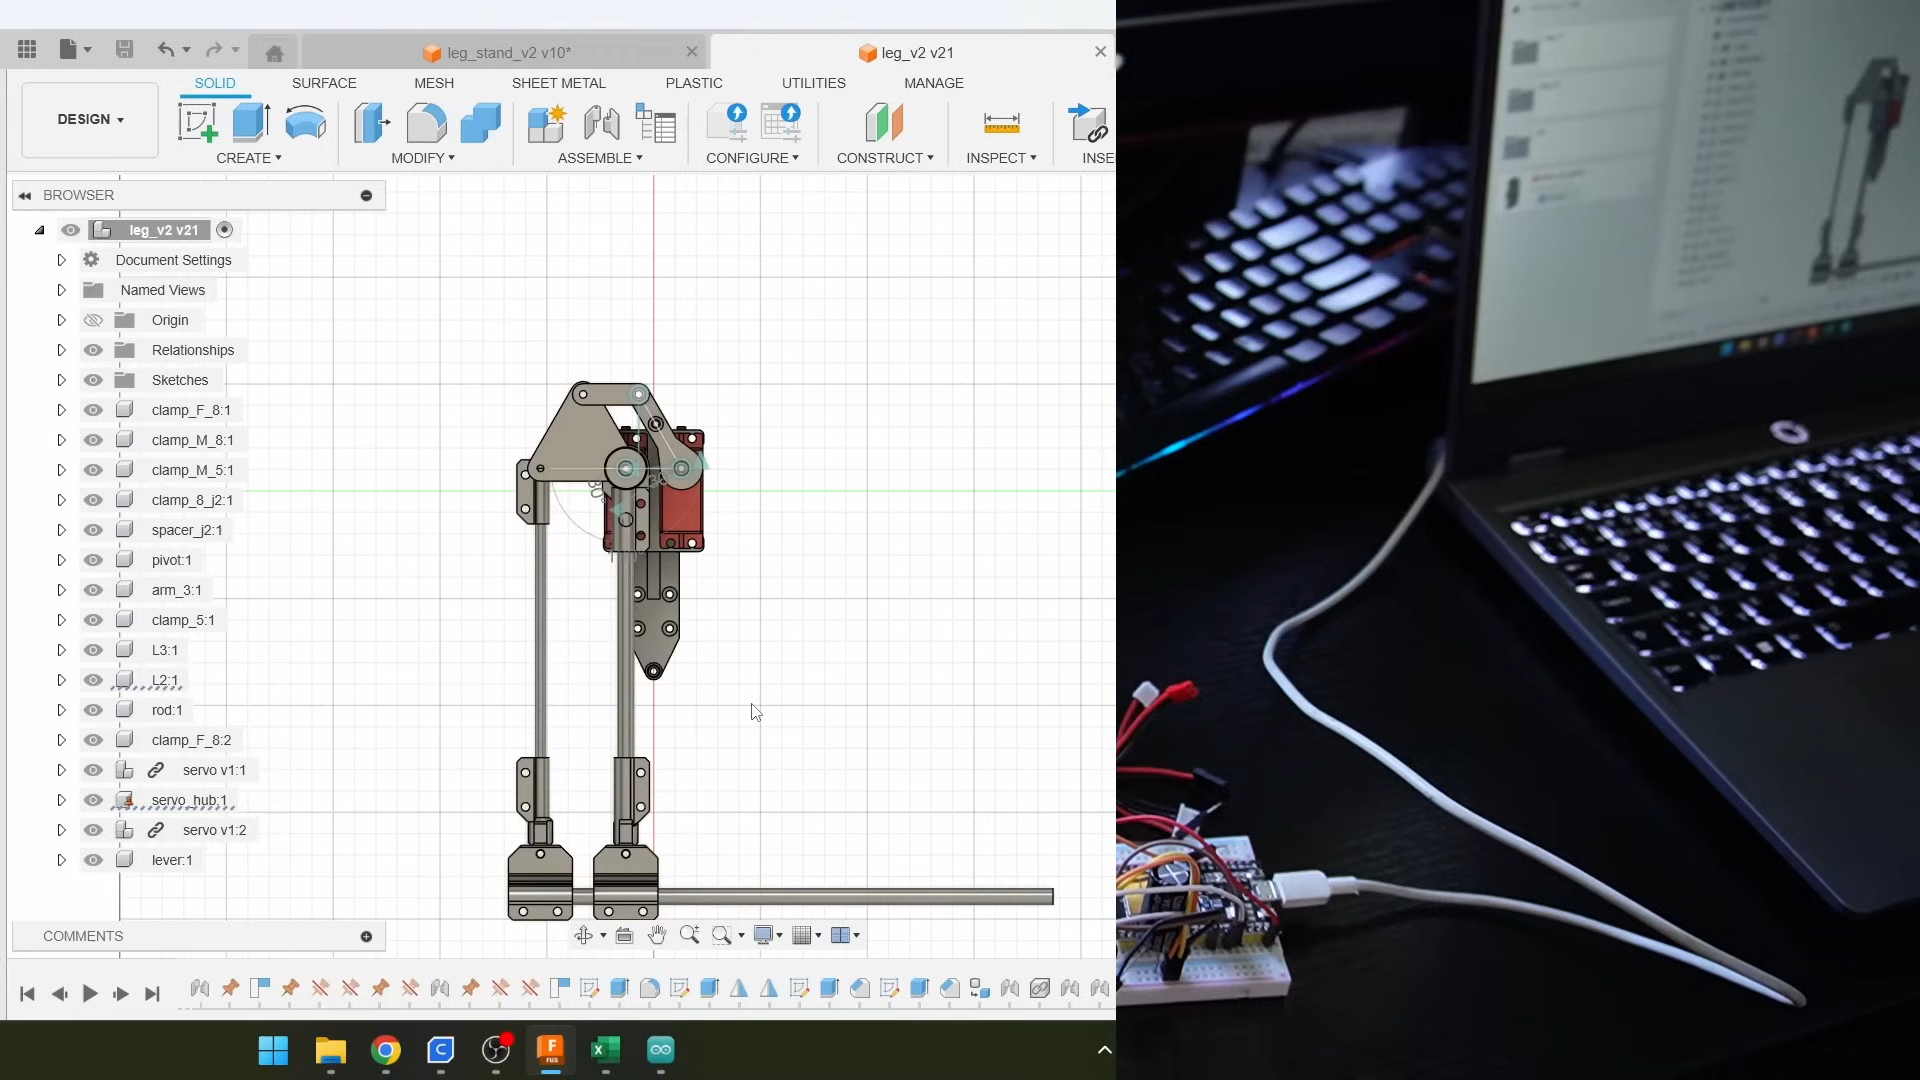 leg_stand_v2 v10*
leg_v2 v21
DESIGN
SOLID
SURFACE
MESH
SHEET METAL
PLASTIC
UTILITIES
MANAGE
CREATE
MODIFY
ASSEMBLE
CONFIGURE
CONSTRUCT
INSPECT
INSE
BROWSER
leg_v2 v21
Document Settings
Named Views
Origin
Relationships
Sketches
clamp_F_8:1
clamp_M_8:1
clamp_M_5:1
clamp_8_j2:1
spacer_j2:1
pivot:1
arm_3:1
clamp_5:1
L3:1
L2:1
rod:1
clamp_F_8:2
servo v1:1
servo_hub:1
servo v1:2
lever:1
COMMENTS
F
FUS